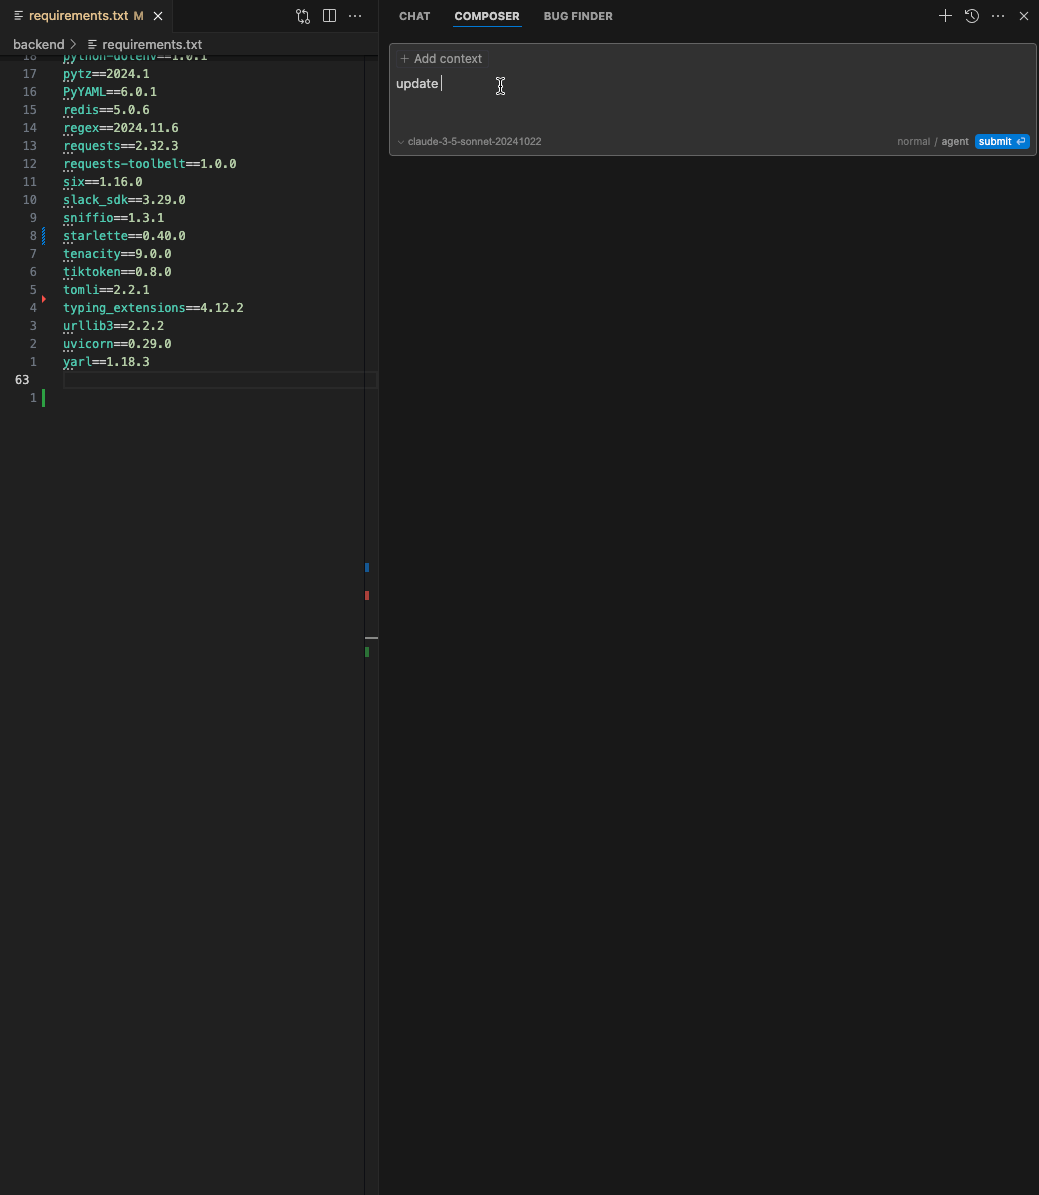 requirements.txt M
backend > requirements.txt
18 python-dotenv==1.0.1
17 pytz==2024.1
16 PyYAML==6.0.1
15 redis==5.0.6
14 regex==2024.11.6
13 requests==2.32.3
12 requests-toolbelt==1.0.0
11 six==1.16.0
10 slack_sdk==3.29.0
9 sniffio==1.3.1
8 starlette==0.40.0
7 tenacity==9.0.0
6 tiktoken==0.8.0
5 tomli==2.2.1
4 typing_extensions==4.12.2
3 urllib3==2.2.2
2 uvicorn==0.29.0
1 yarl==1.18.3
63
1
CHAT COMPOSER BUG FINDER
+ Add context
update
claude-3-5-sonnet-20241022 normal / agent submit